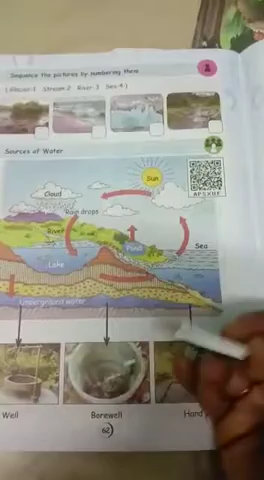 Sequence the pictures by numbering them
(Glacier-1 Stream-2 River-3 Sea-4)
Sources of Water
Sun
Cloud
Rain drops
River
Pond
Sea
Lake
Underground water
Well
Borewell
Hand
62